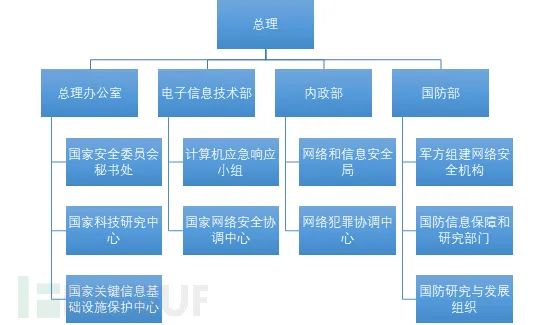 总理
总理办公室
电子信息技术部
内政部
国防部
国家安全委员会
秘书处
计算机应急响应
小组
网络和信息安全
局
军方组建网络安
全机构
国家科技研究中
心
国家网络安全协
调中心
网络犯罪协调中
心
国防信息保障和
研究部门
国家关键信息基
础设施保护中心
国防研究与发展
组织